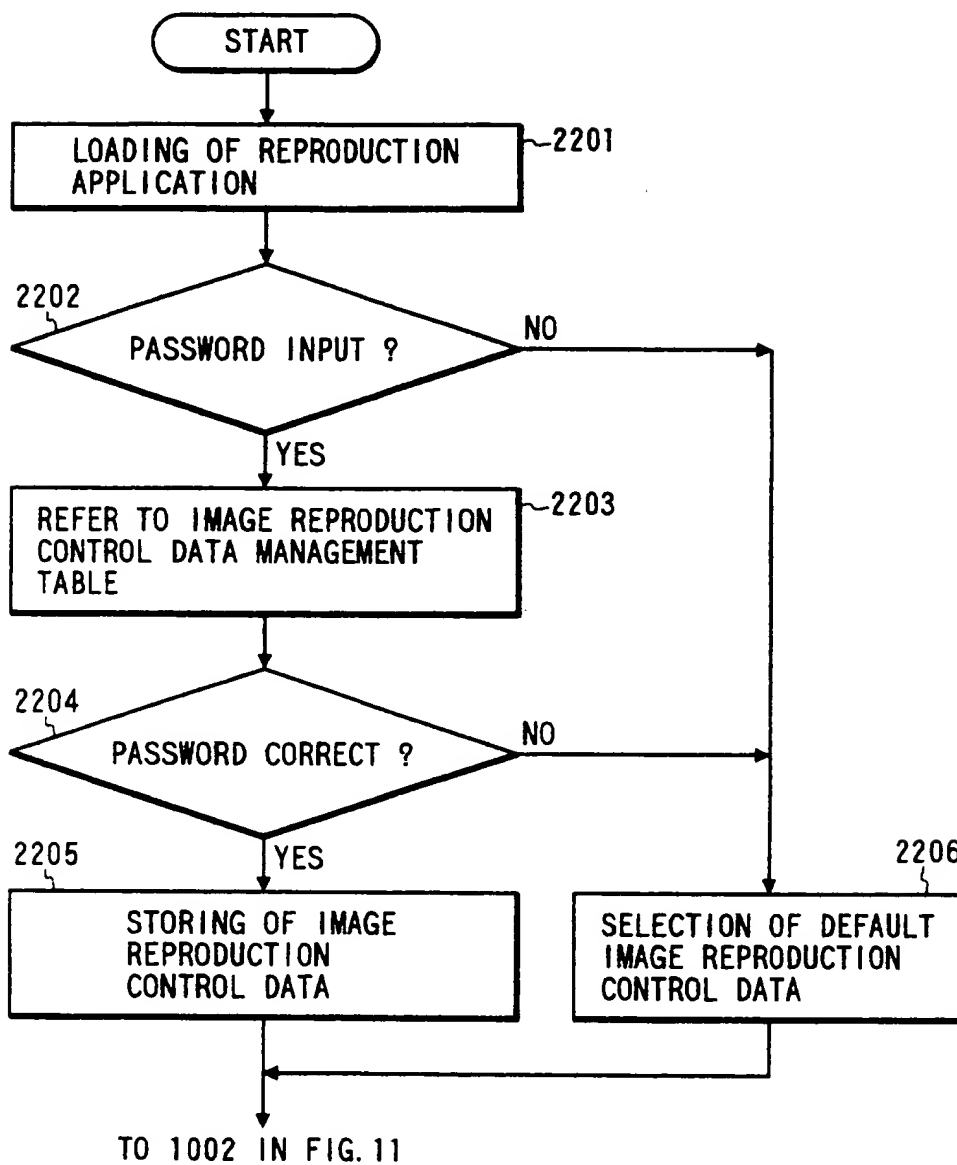 START
LOADING OF REPRODUCTION
APPLICATION
2201
2202
PASSWORD INPUT ?
NO
YES
REFER TO IMAGE REPRODUCTION
CONTROL DATA MANAGEMENT
TABLE
2203
2204
PASSWORD CORRECT ?
NO
YES
2205
STORING OF IMAGE
REPRODUCTION
CONTROL DATA
2206
SELECTION OF DEFAULT
IMAGE REPRODUCTION
CONTROL DATA
TO 1002 IN FIG. 11